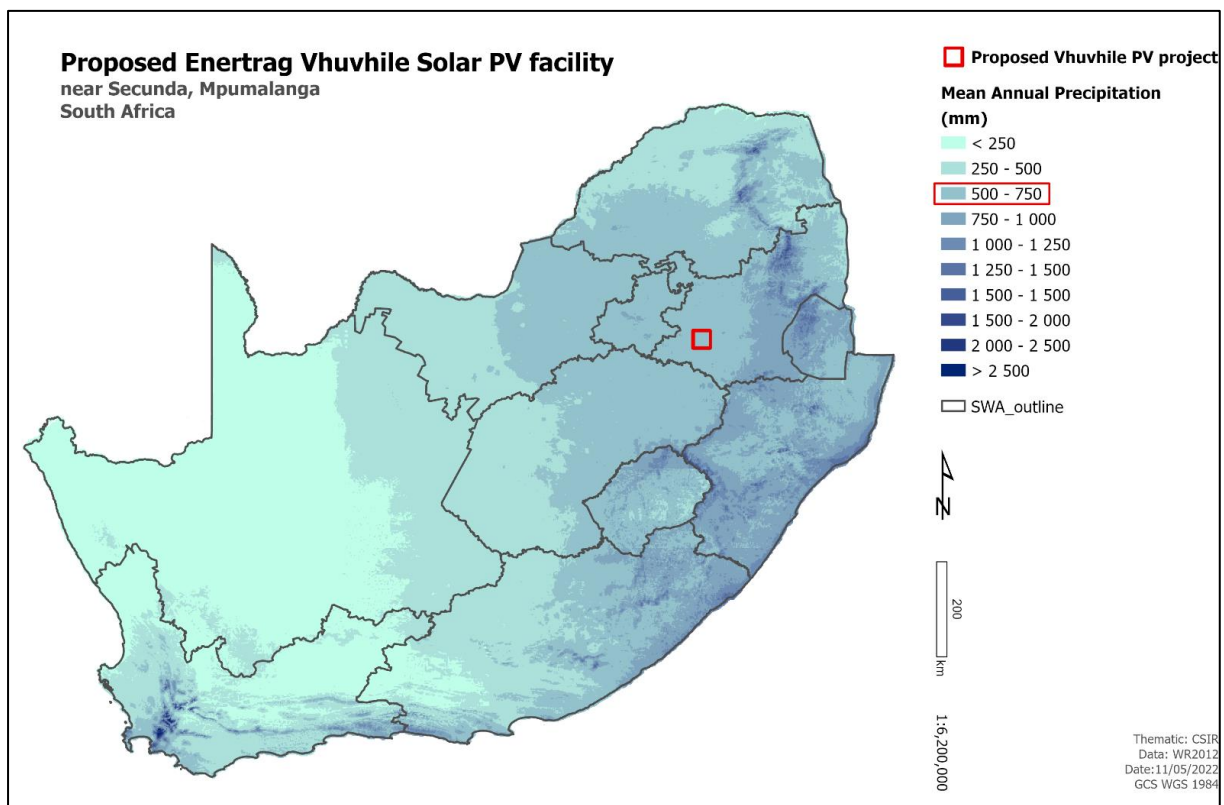 Proposed Enertrag Vhuvhile Solar PV facility
near Secunda, Mpumalanga
South Africa
Proposed Vhuvhile PV project
Mean Annual Precipitation
(mm)
< 250
250 - 500
500 - 750
750 - 1 000
1 000 - 1 250
1 250 - 1 500
1 500 - 1 500
1 500 - 2 000
2 000 - 2 500
> 2 500
SWA_outline
N
200
km
1:6,200,000
Thematic: CSIR
Data: WR2012
Date:11/05/2022
GCS WGS 1984